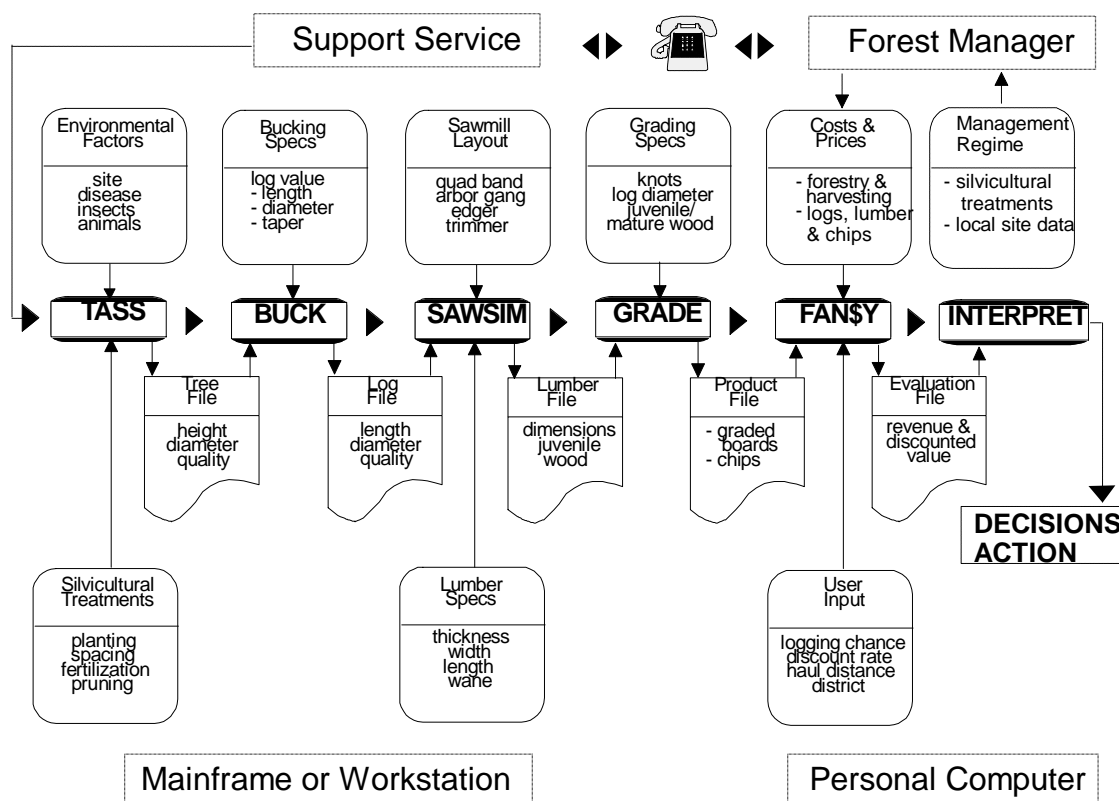 Support Service
Forest Manager
Environmental
Factors
site
disease
insects
animals
Bucking
Specs
log value
- length
- diameter
- taper
Sawmill
Layout
quad band
arbor gang
edger
trimmer
Grading
Specs
knots
log diameter
juvenile/
mature wood
Costs &
Prices
- forestry &
harvesting
- logs, lumber
& chips
Management
Regime
- silvicultural
treatments
- local site data
TASS
BUCK
SAWSIM
GRADE
FAN$Y
INTERPRET
Tree
File
height
diameter
quality
Log
File
length
diameter
quality
Lumber
File
dimensions
juvenile
wood
Product
File
- graded
boards
- chips
Evaluation
File
revenue &
discounted
value
DECISIONS
ACTION
Silvicultural
Treatments
planting
spacing
fertilization
pruning
Lumber
Specs
thickness
width
length
wane
User
Input
logging chance
discount rate
haul distance
district
Mainframe or Workstation
Personal Computer